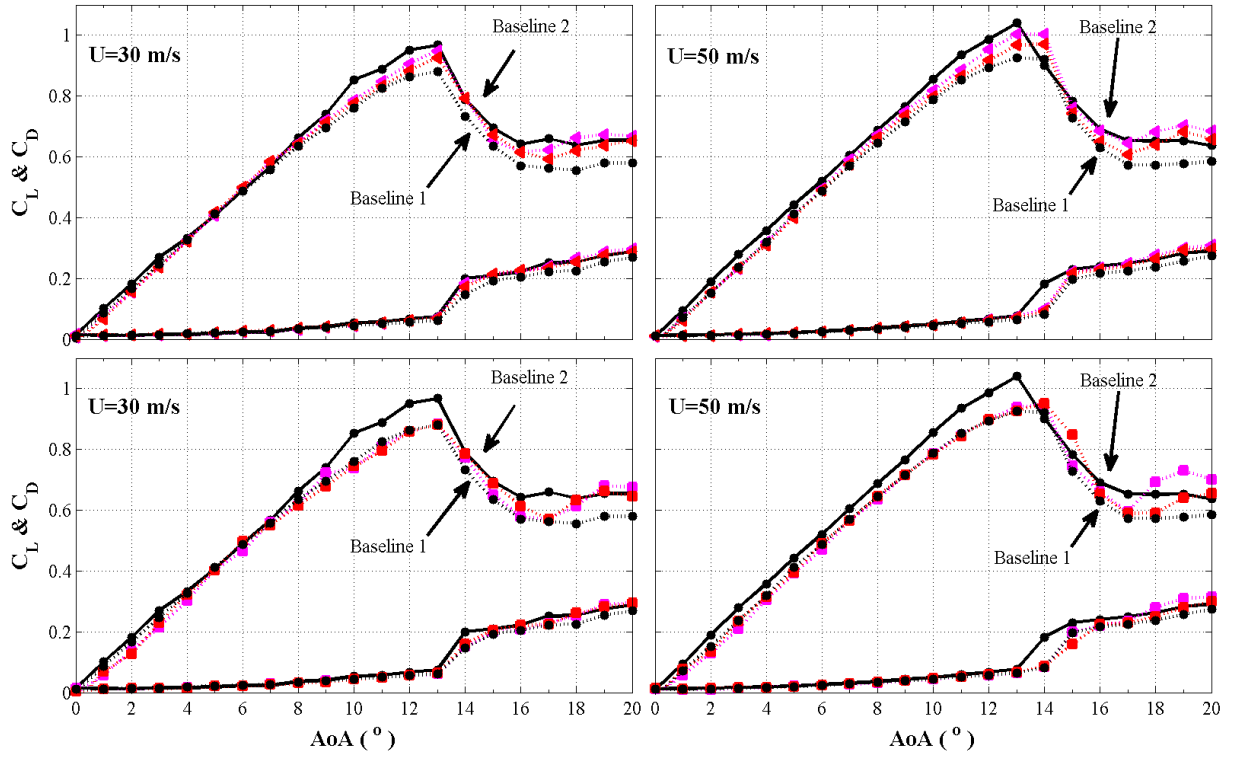 U=30 m/s
Baseline 2
Baseline 1
C_L & C_D
1
0.8
0.6
0.4
0.2
0
U=50 m/s
Baseline 2
Baseline 1
U=30 m/s
Baseline 2
Baseline 1
C_L & C_D
1
0.8
0.6
0.4
0.2
0
0 2 4 6 8 10 12 14 16 18 20
AoA ( ° )
U=50 m/s
Baseline 2
Baseline 1
0 2 4 6 8 10 12 14 16 18 20
AoA ( ° )